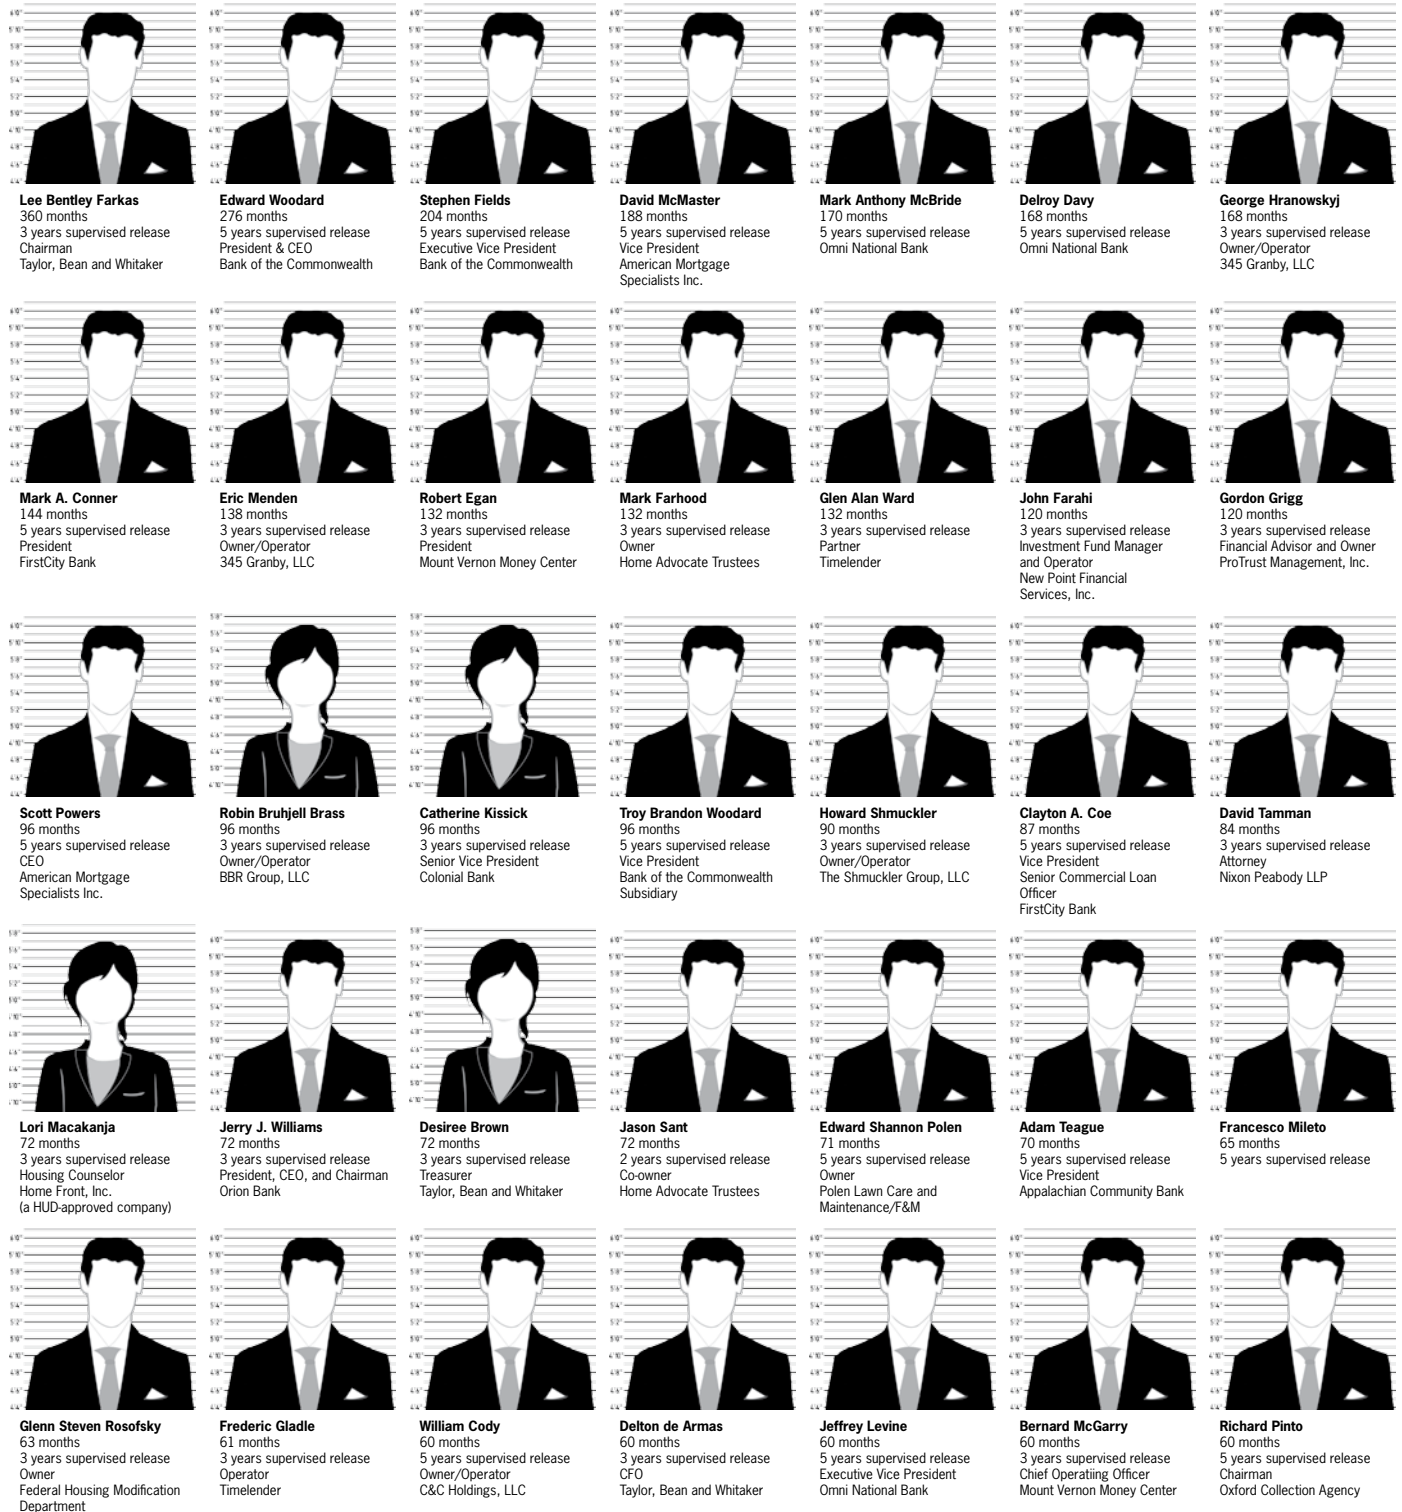 Lee Bentley Farkas
360 months
3 years supervised release
Chairman
Taylor, Bean and Whitaker
Edward Woodard
276 months
5 years supervised release
President & CEO
Bank of the Commonwealth
Stephen Fields
204 months
5 years supervised release
Executive Vice President
Bank of the Commonwealth
David McMaster
188 months
5 years supervised release
Vice President
American Mortgage
Specialists Inc.
Mark Anthony McBride
170 months
5 years supervised release
Omni National Bank
Delroy Davy
168 months
5 years supervised release
Omni National Bank
George Hranowskyj
168 months
3 years supervised release
Owner/Operator
345 Granby, LLC
Mark A. Conner
144 months
5 years supervised release
President
FirstCity Bank
Eric Menden
138 months
3 years supervised release
Owner/Operator
345 Granby, LLC
Robert Egan
132 months
3 years supervised release
President
Mount Vernon Money Center
Mark Farhood
132 months
3 years supervised release
Owner
Home Advocate Trustees
Glen Alan Ward
132 months
3 years supervised release
Partner
Timelender
John Farahi
120 months
3 years supervised release
Investment Fund Manager
and Operator
New Point Financial
Services, Inc.
Gordon Grigg
120 months
3 years supervised release
Financial Advisor and Owner
ProTrust Management, Inc.
Scott Powers
96 months
5 years supervised release
CEO
American Mortgage
Specialists Inc.
Robin Bruhjell Brass
96 months
3 years supervised release
Owner/Operator
BBR Group, LLC
Catherine Kissick
96 months
3 years supervised release
Senior Vice President
Colonial Bank
Troy Brandon Woodard
96 months
5 years supervised release
Vice President
Bank of the Commonwealth
Subsidiary
Howard Shmuckler
90 months
3 years supervised release
Owner/Operator
The Shmuckler Group, LLC
Clayton A. Coe
87 months
5 years supervised release
Vice President
Senior Commercial Loan
Officer
FirstCity Bank
David Tamman
84 months
3 years supervised release
Attorney
Nixon Peabody LLP
Lori Macakanja
72 months
3 years supervised release
Housing Counselor
Home Front, Inc.
(a HUD-approved company)
Jerry J. Williams
72 months
3 years supervised release
President, CEO, and Chairman
Orion Bank
Desiree Brown
72 months
3 years supervised release
Treasurer
Taylor, Bean and Whitaker
Jason Sant
72 months
2 years supervised release
Co-owner
Home Advocate Trustees
Edward Shannon Polen
71 months
5 years supervised release
Owner
Polen Lawn Care and
Maintenance/F&M
Adam Teague
70 months
5 years supervised release
Vice President
Appalachian Community Bank
Francesco Mileto
65 months
5 years supervised release
Glenn Steven Rosofsky
63 months
3 years supervised release
Owner
Federal Housing Modification
Department
Frederic Gladle
61 months
3 years supervised release
Operator
Timelender
William Cody
60 months
5 years supervised release
Owner/Operator
C&C Holdings, LLC
Delton de Armas
60 months
3 years supervised release
CFO
Taylor, Bean and Whitaker
Jeffrey Levine
60 months
5 years supervised release
Executive Vice President
Omni National Bank
Bernard McGarry
60 months
3 years supervised release
Chief Operatiing Officer
Mount Vernon Money Center
Richard Pinto
60 months
5 years supervised release
Chairman
Oxford Collection Agency